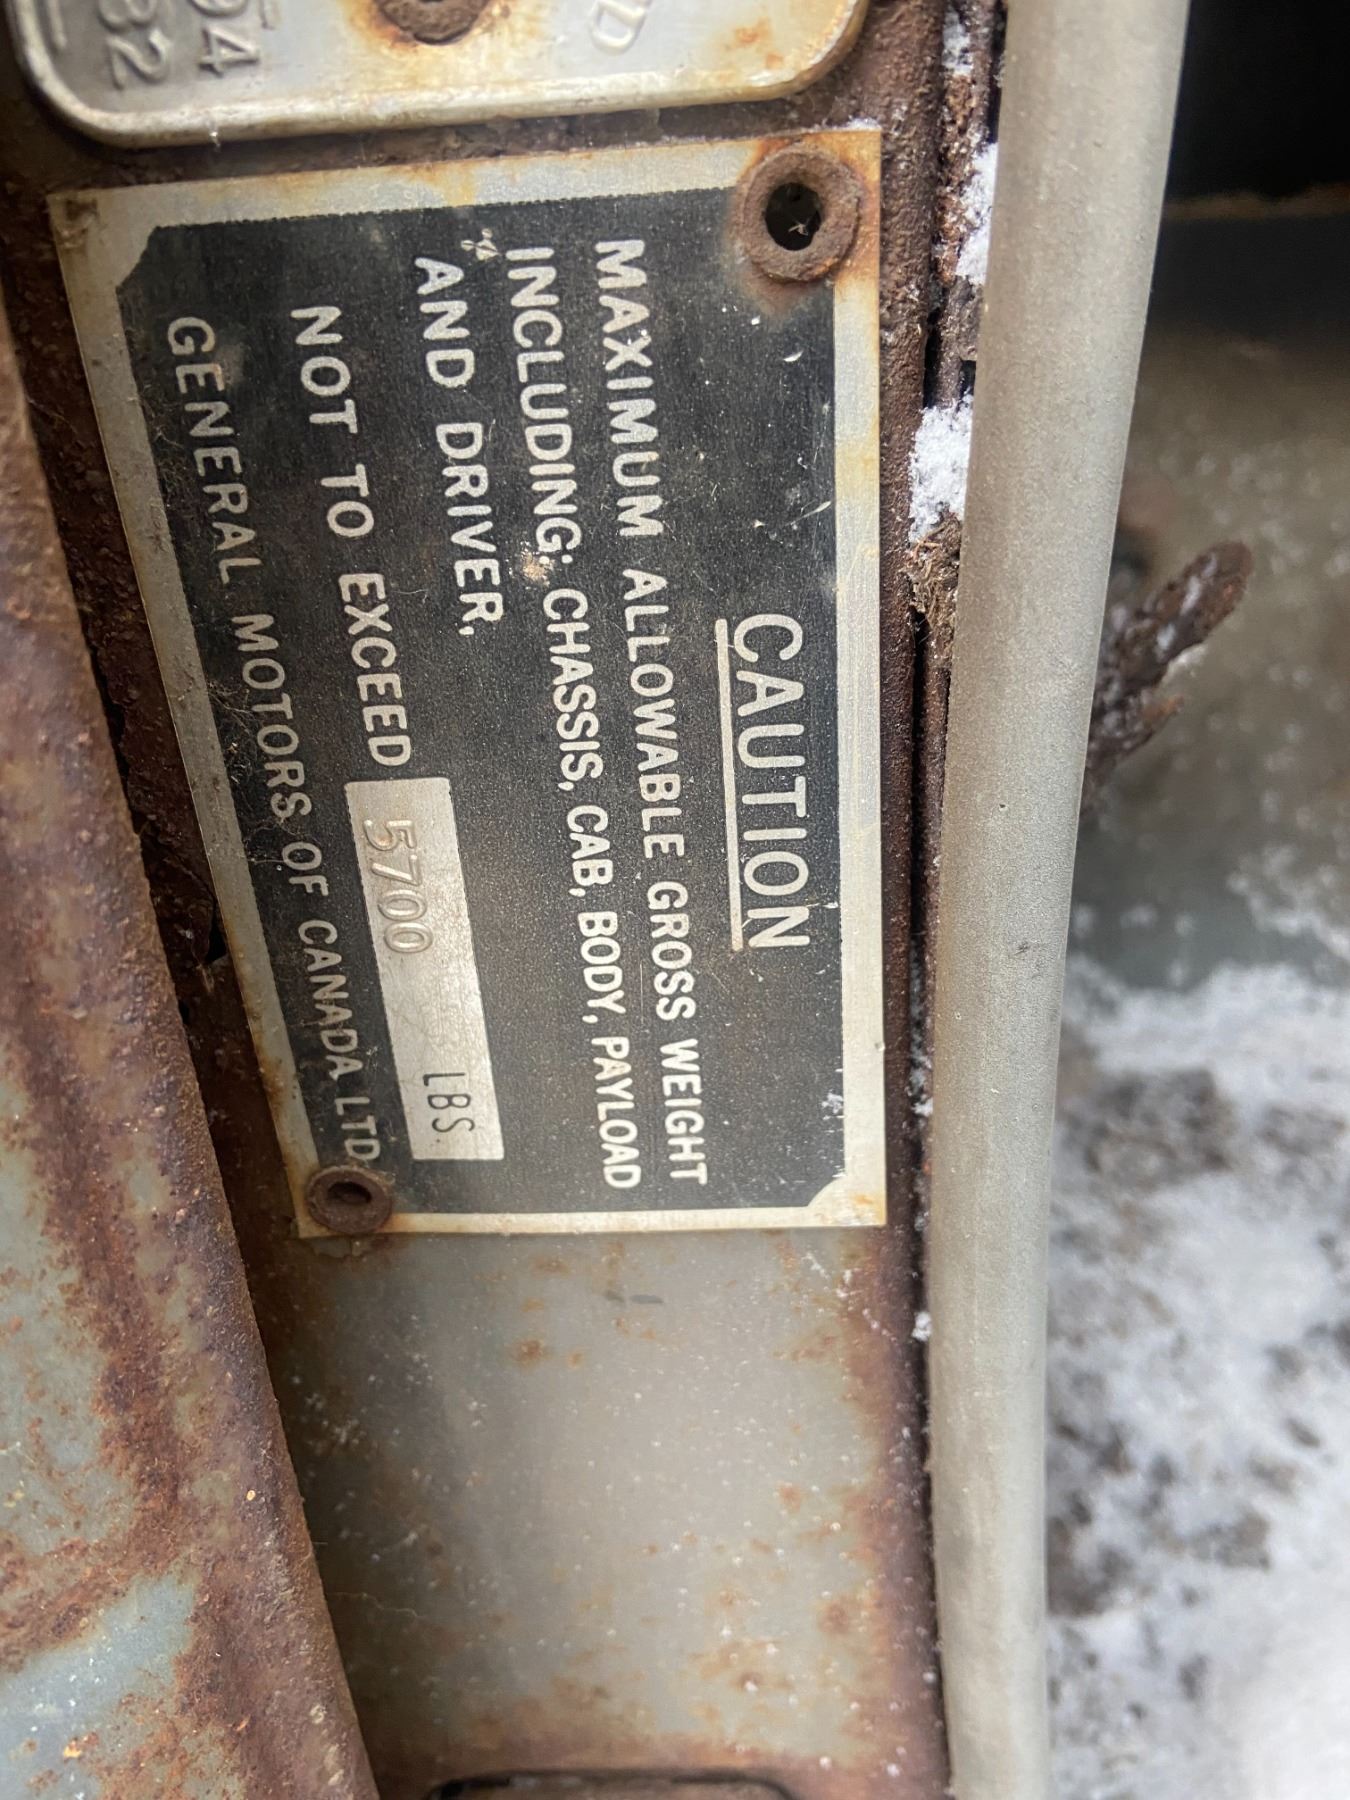 CAUTION
MAXIMUM ALLOWABLE GROSS WEIGHT
INCLUDING: CHASSIS, CAB, BODY, PAYLOAD
AND DRIVER,
NOT TO EXCEED 5700 LBS.
GENERAL MOTORS OF CANADA LTD